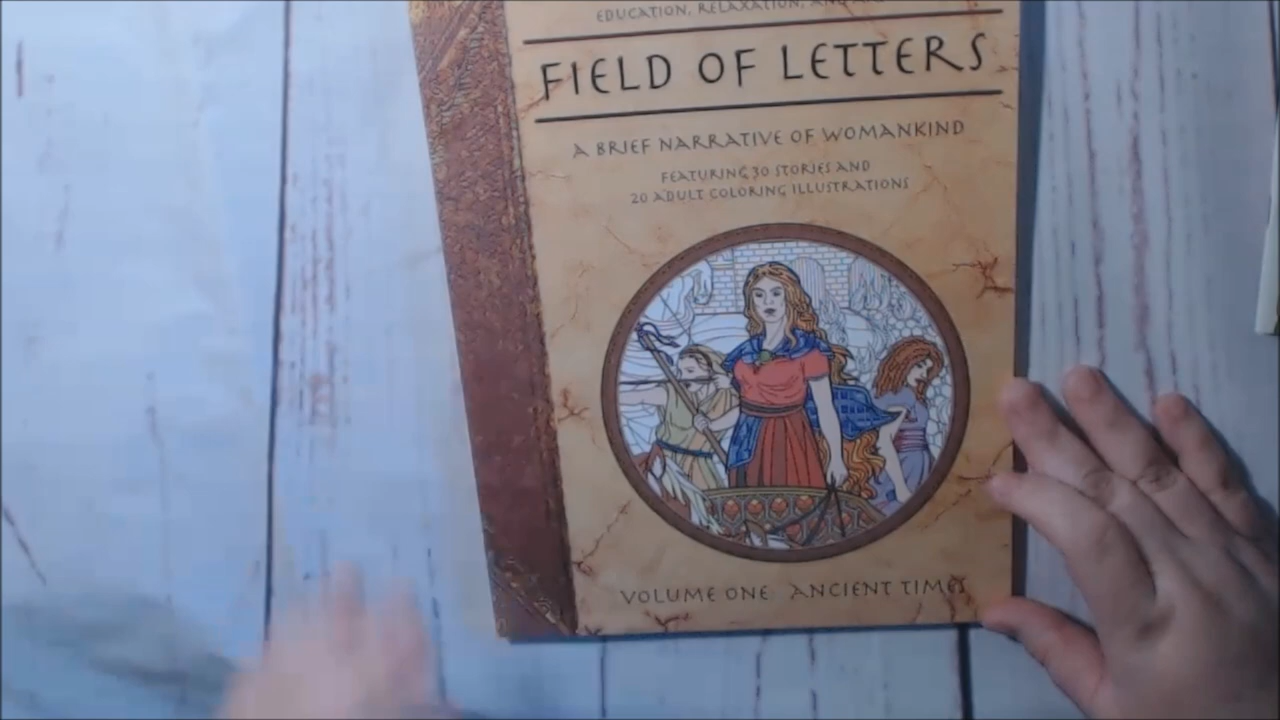 EDUCATION, RELAXATION,
FIELD OF LETTERS
A BRIEF NARRATIVE OF WOMANKIND
FEATURING 30 STORIES AND
20 ADULT COLORING ILLUSTRATIONS
VOLUME ONE ANCIENT TIMES